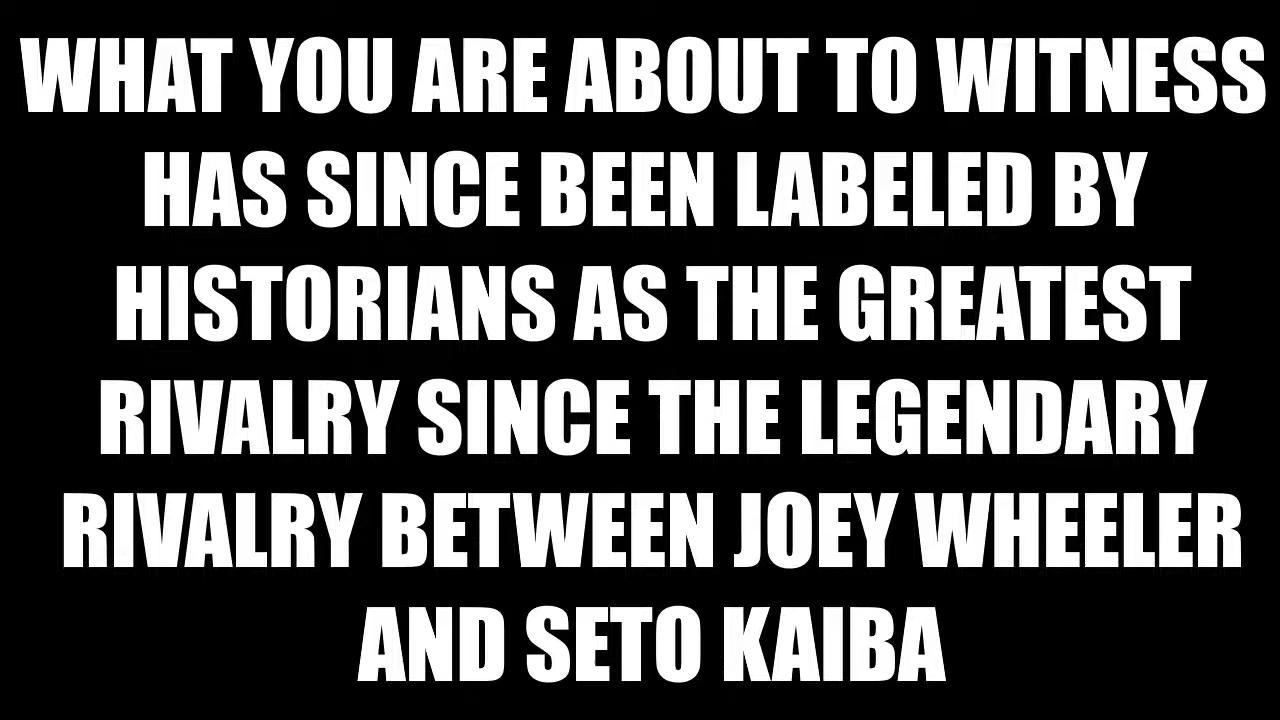 WHAT YOU ARE ABOUT TO WITNESS
HAS SINCE BEEN LABELED BY
HISTORIANS AS THE GREATEST
RIVALRY SINCE THE LEGENDARY
RIVALRY BETWEEN JOEY WHEELER
AND SETO KAIBA